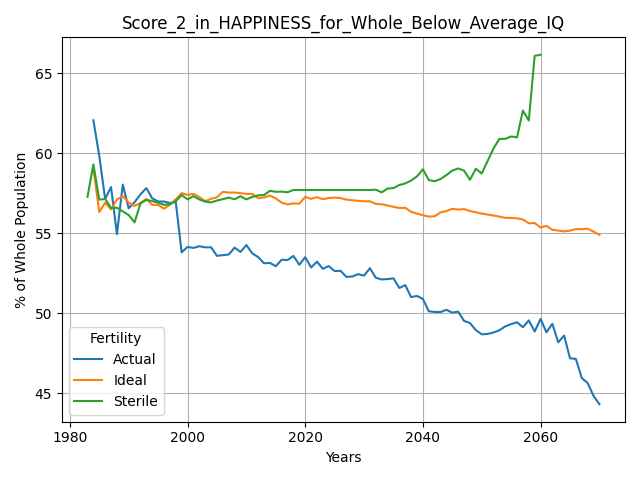 Score_2_in_HAPPINESS_for_Whole_Below_Average_IQ
% of Whole Population
65
60
55
50
45
Fertility
Actual
Ideal
Sterile
1980
2000
2020
2040
2060
Years